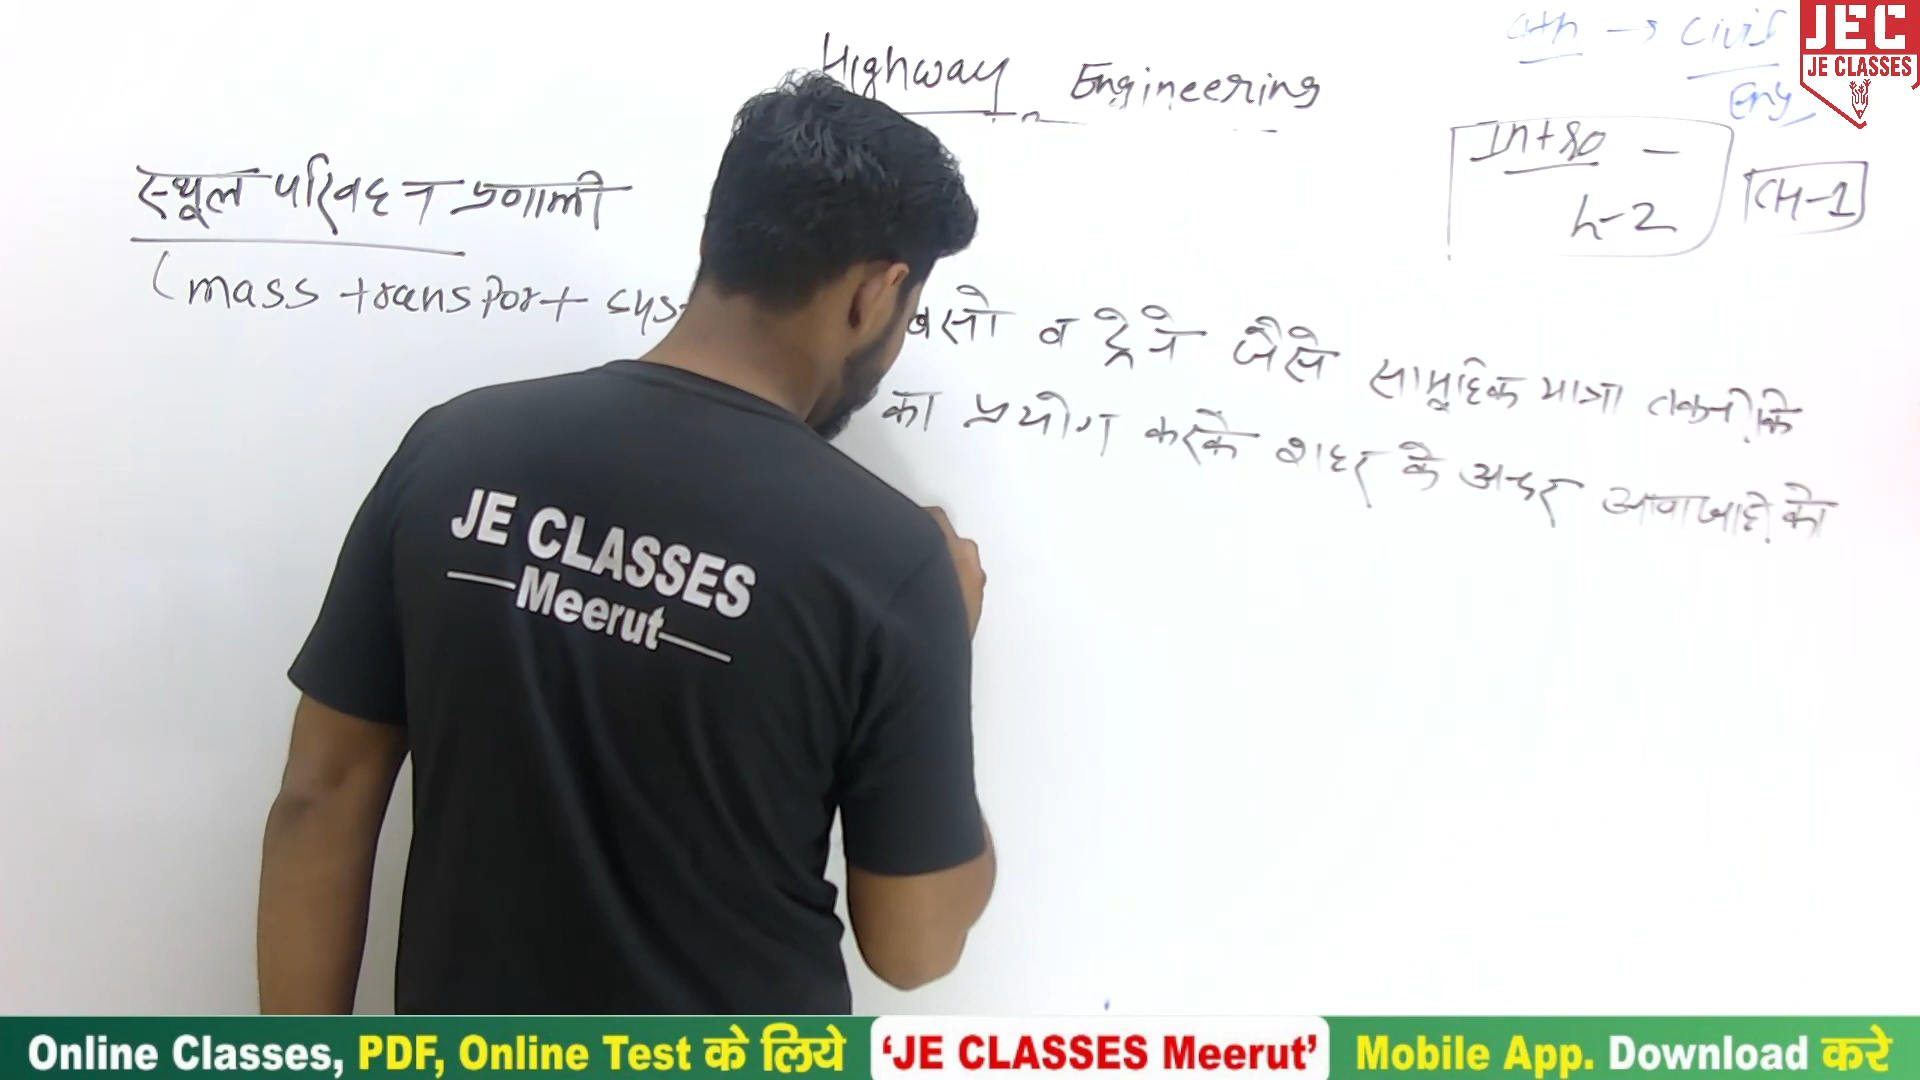 Highway Engineering
4th → Civil
Eng
Intro -
h-2
CH-1
JEC
JE CLASSES
स्थूल परिवहन प्रणाली
(mass transport sys
बसो व ट्रेने जैसे सामूहिक यात्रा तकनीकि
का प्रयोग करके शहर के अन्दर आवाजाही को
JE CLASSES
Meerut
Online Classes, PDF, Online Test के लिये 'JE CLASSES Meerut' Mobile App. Download करे